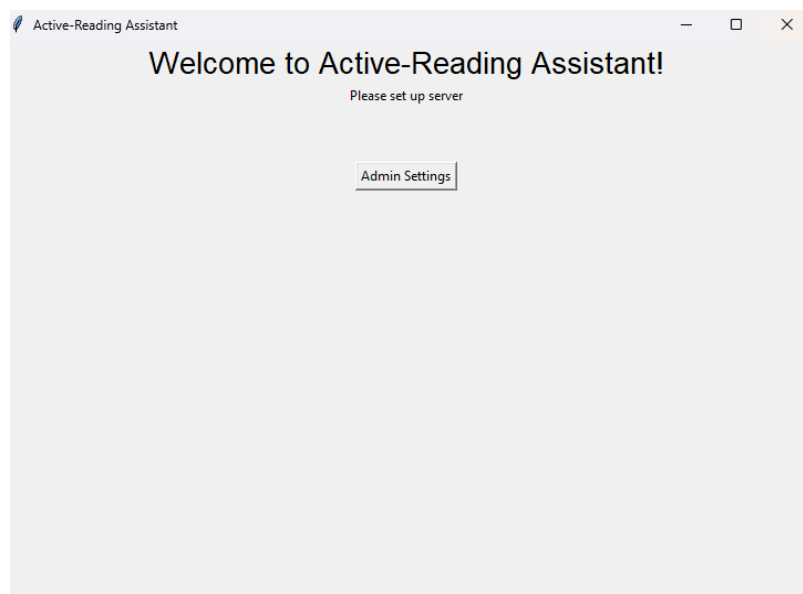 Active-Reading Assistant
Welcome to Active-Reading Assistant!
Please set up server
Admin Settings